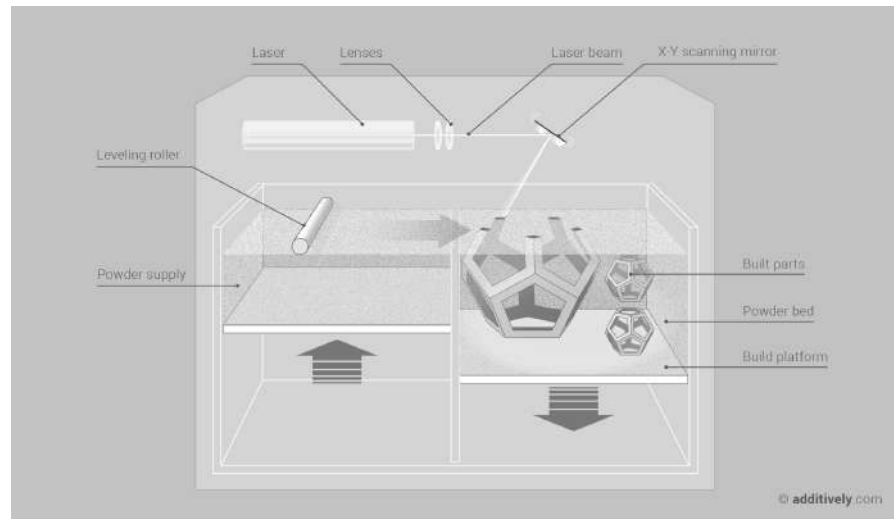 Laser
Lenses
Laser beam
X-Y scanning mirror
Leveling roller
Powder supply
Built parts
Powder bed
Build platform
© additively.com